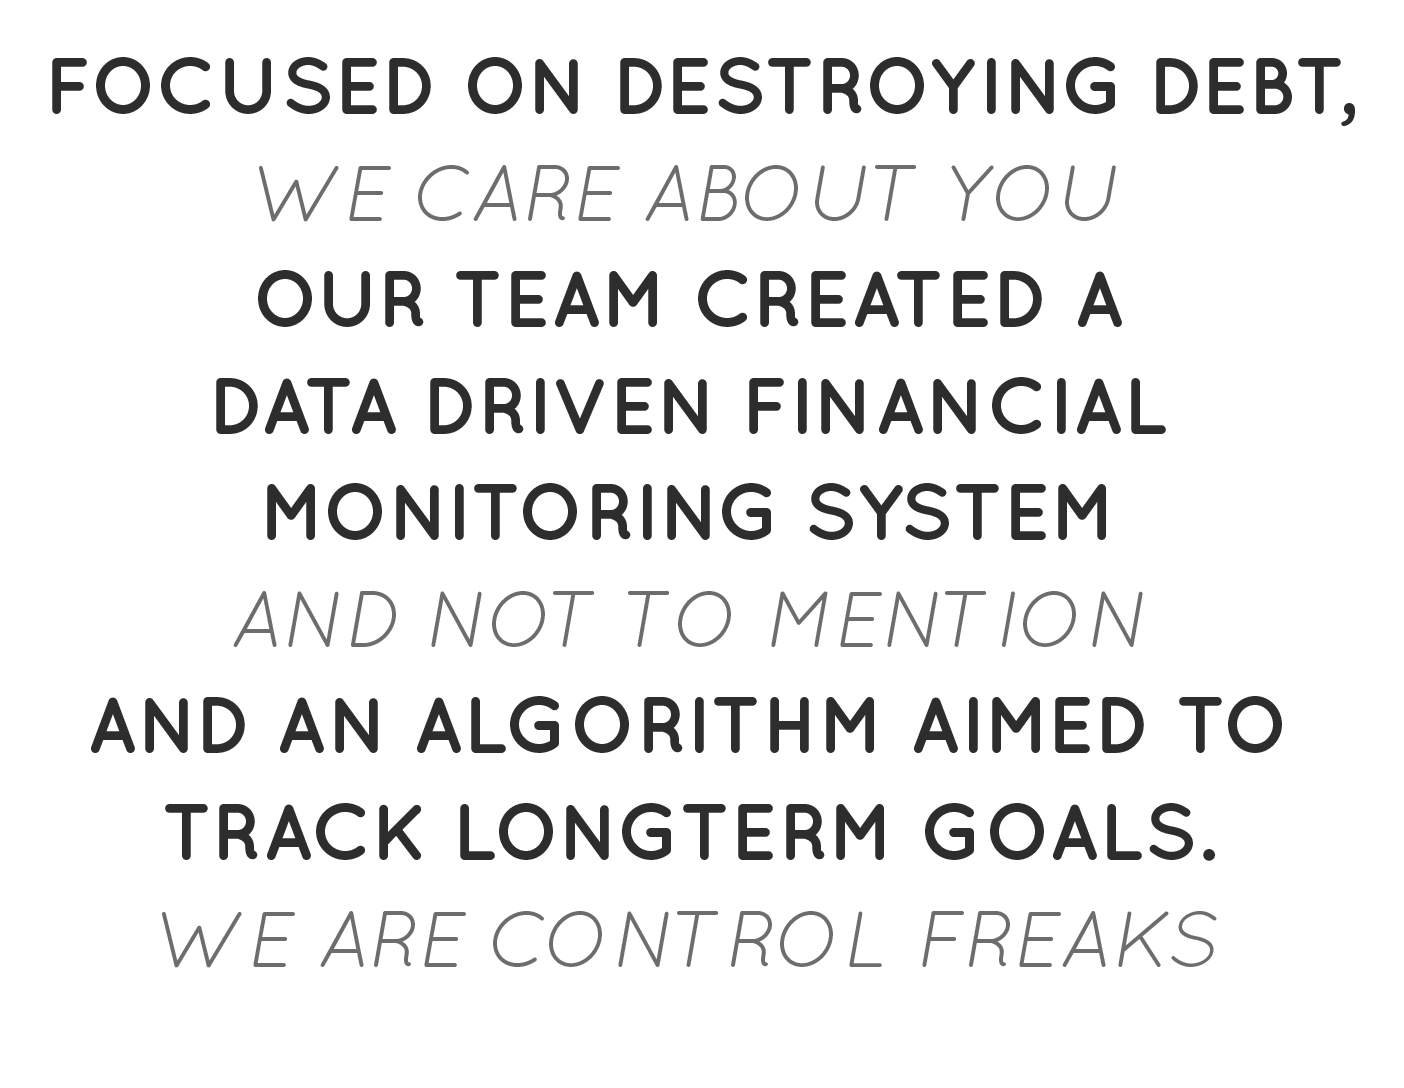 FOCUSED ON DESTROYING DEBT,
WE CARE ABOUT YOU
OUR TEAM CREATED A
DATA DRIVEN FINANCIAL
MONITORING SYSTEM
AND NOT TO MENTION
AND AN ALGORITHM AIMED TO
TRACK LONGTERM GOALS.
WE ARE CONTROL FREAKS